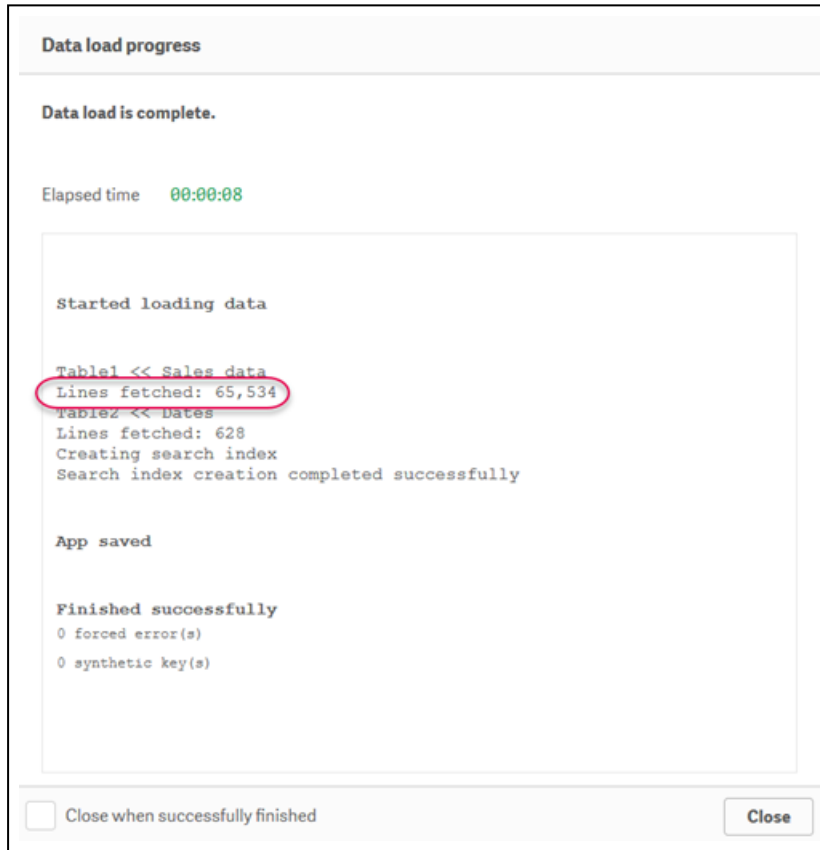 Data load progress
Data load is complete.
Elapsed time 00:00:08
Started loading data
Table1 << Sales data
Lines fetched: 65,534
Table2 << Dates
Lines fetched: 628
Creating search index
Search index creation completed successfully
App saved
Finished successfully
0 forced error(s)
0 synthetic key(s)
Close when successfully finished
Close